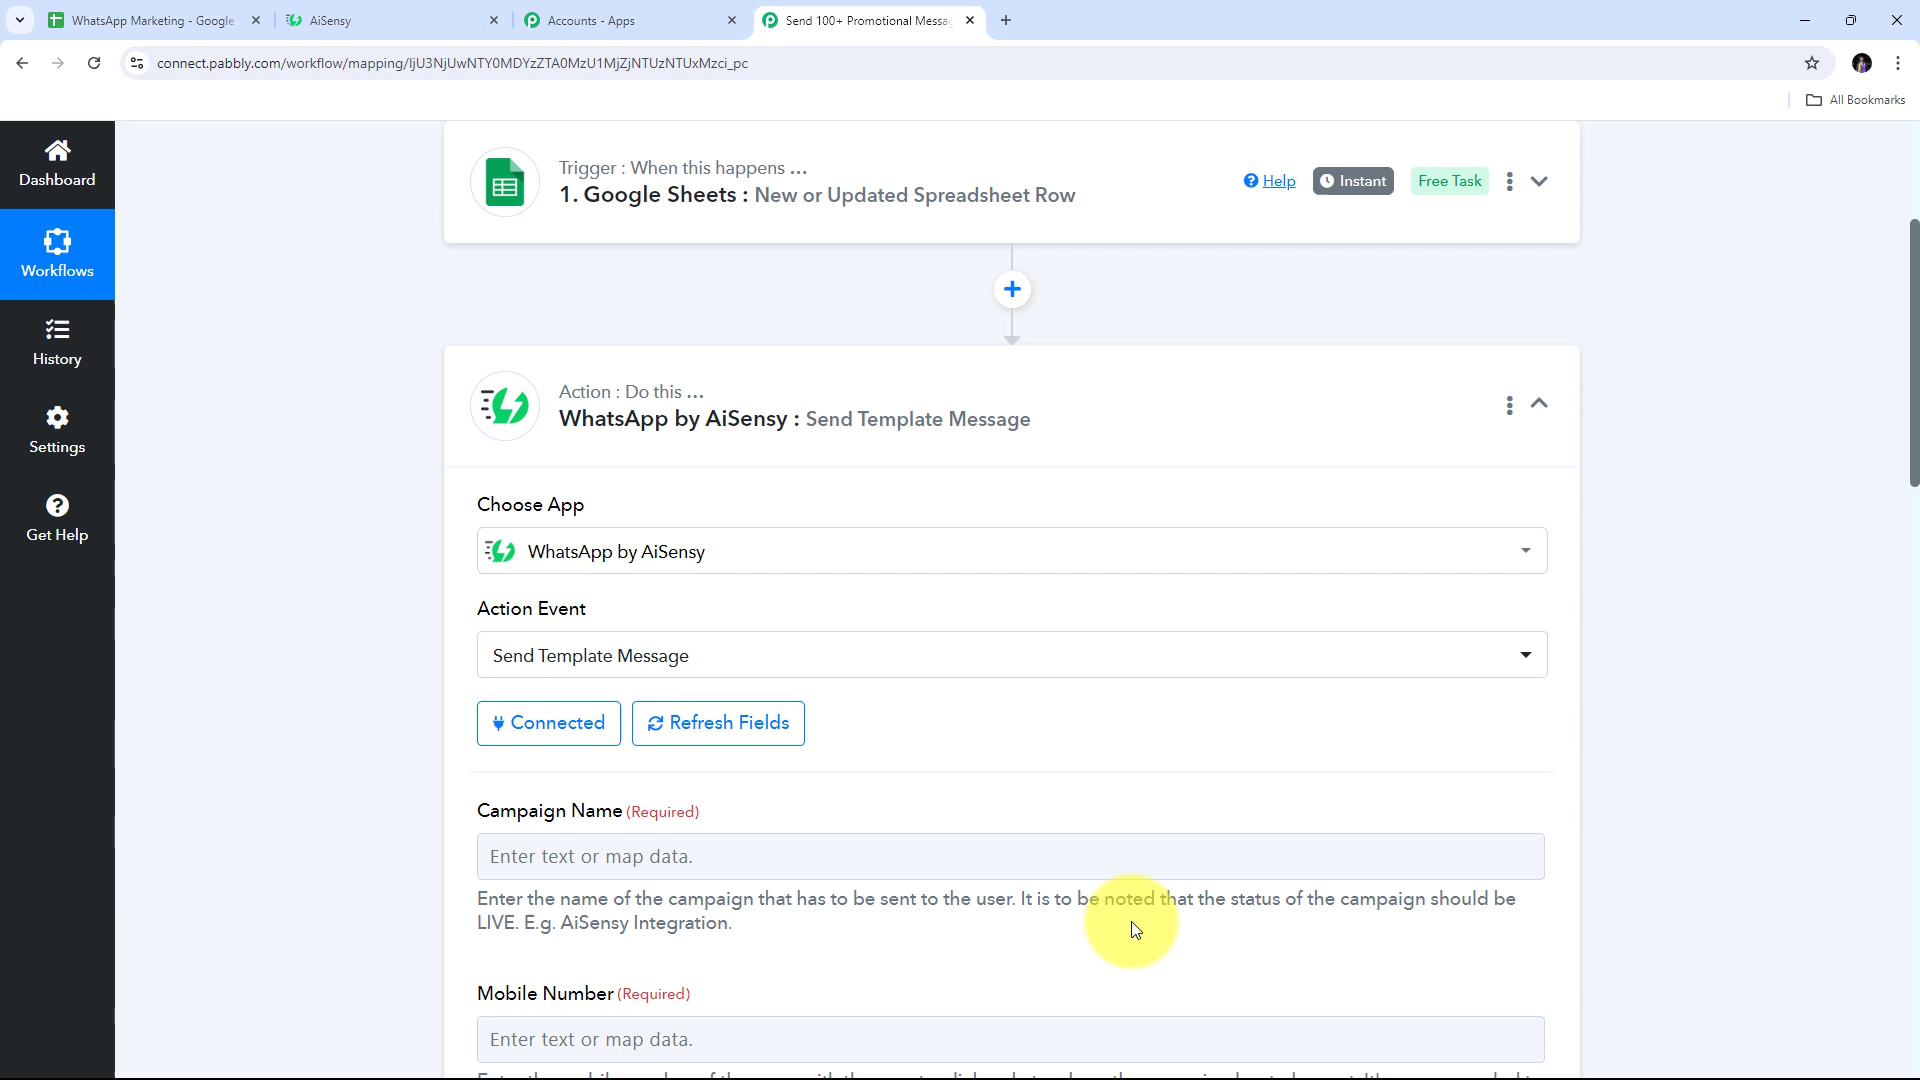 WhatsApp Marketing - Google
AiSensy
Accounts - Apps
Send 100+ Promotional Messag
connect.pabbly.com/workflow/mapping/IjU3NjUwNTY0MDYzZTA0MzU1MjZjNTUzNTUxMzci_pc
All Bookmarks
Dashboard
Workflows
History
Settings
Get Help
Trigger : When this happens ...
1. Google Sheets : New or Updated Spreadsheet Row
Help
Instant
Free Task
Action : Do this ...
WhatsApp by AiSensy : Send Template Message
Choose App
WhatsApp by AiSensy
Action Event
Send Template Message
Connected
Refresh Fields
Campaign Name (Required)
Enter text or map data.
Enter the name of the campaign that has to be sent to the user. It is to be noted that the status of the campaign should be
LIVE. E.g. AiSensy Integration.
Mobile Number (Required)
Enter text or map data.